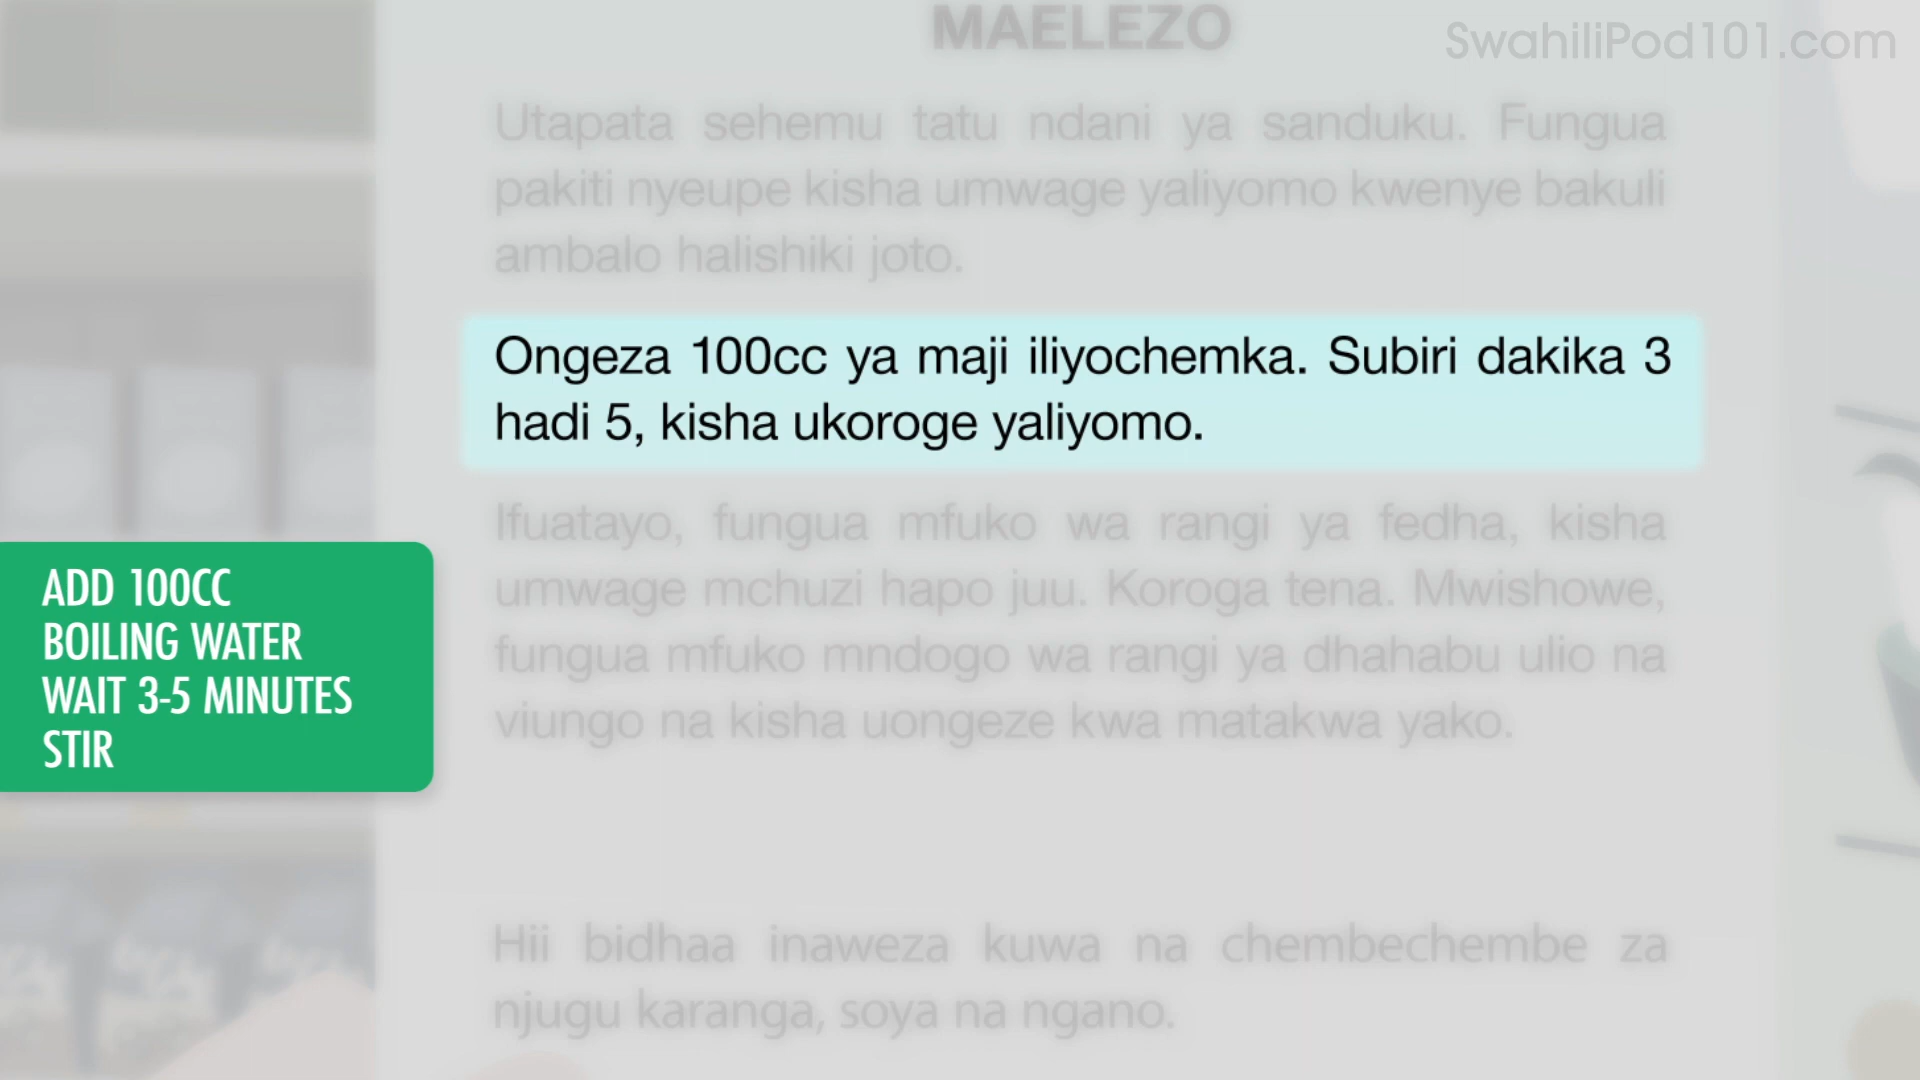 MAELEZO
SwahiliPod101.com
Utapata sehemu tatu ndani ya sanduku. Fungua
pakiti nyeupe kisha umwage yaliyomo kwenye bakuli
ambalo halishiki joto.
Ongeza 100cc ya maji iliyochemka. Subiri dakika 3
hadi 5, kisha ukoroge yaliyomo.
Ifuatayo, fungua mfuko wa rangi ya fedha, kisha
umwage mchuzi hapo juu. Koroga tena. Mwishowe,
fungua mfuko mndogo wa rangi ya dhahabu ulio na
viungo na kisha uongeze kwa matakwa yako.
ADD 100CC
BOILING WATER
WAIT 3-5 MINUTES
STIR
Hii bidhaa inaweza kuwa na chembechembe za
njugu karanga, soya na ngano.